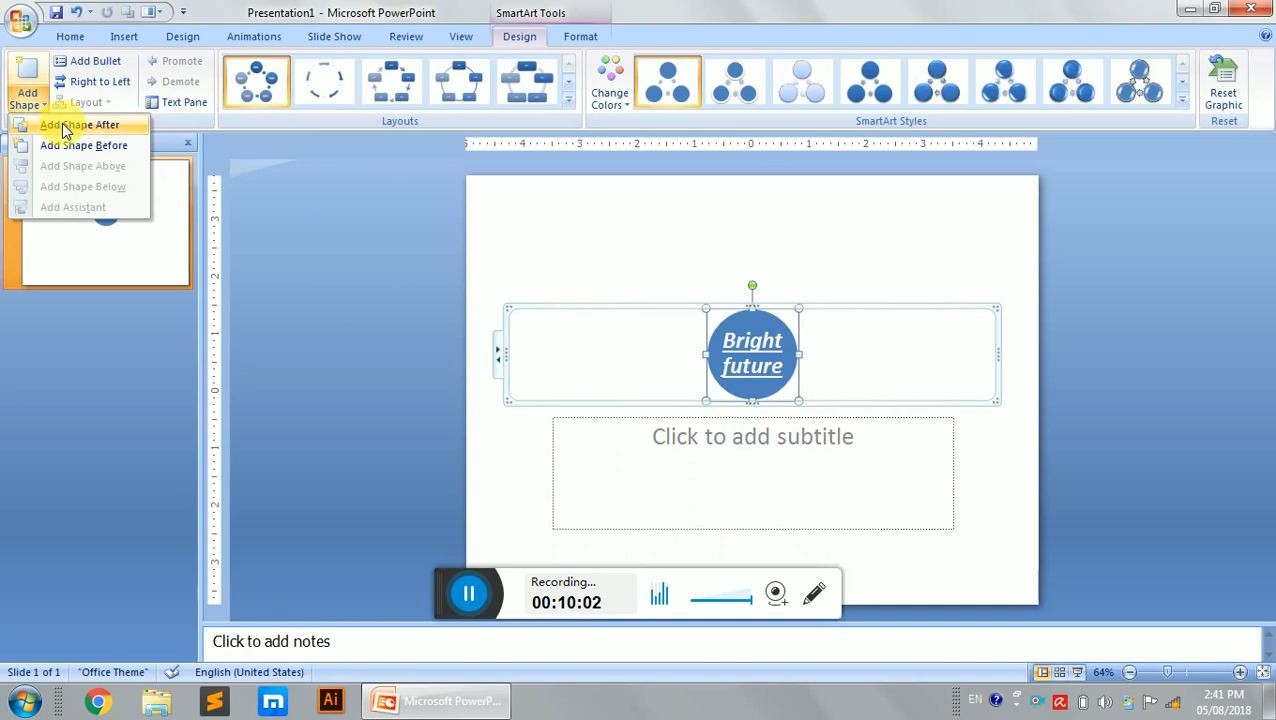 Presentation1 - Microsoft PowerPoint
SmartArt Tools
Home
Insert
Design
Animations
Slide Show
Review
View
Design
Format
Add Shape
Add Bullet
Right to Left
Layout
Promote
Demote
Text Pane
Layouts
Change Colors
SmartArt Styles
Reset Graphic
Reset
Add Shape After
Add Shape Before
Add Shape Above
Add Shape Below
Add Assistant
Bright
future
Click to add subtitle
Recording...
00:10:02
Click to add notes
Slide 1 of 1
"Office Theme"
English (United States)
64%
Microsoft PowerP...
EN
2:41 PM
05/08/2018